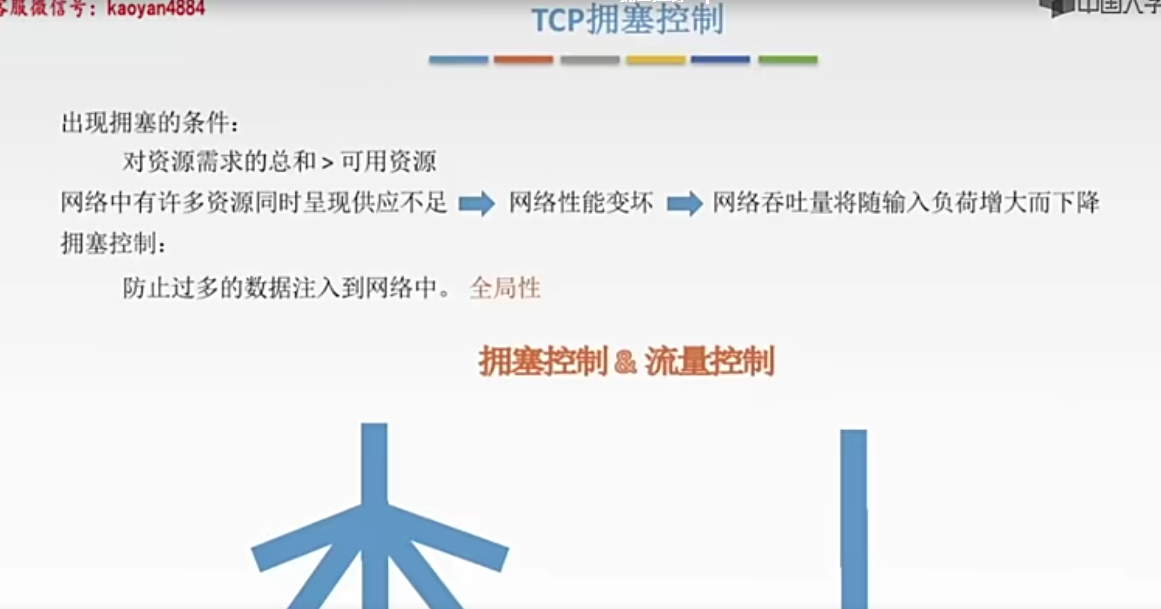 客服微信号：kaoyan4884
TCP拥塞控制
出现拥塞的条件：
对资源需求的总和 > 可用资源
网络中有许多资源同时呈现供应不足 网络性能变坏 网络吞吐量将随输入负荷增大而下降
拥塞控制：
防止过多的数据注入到网络中。 全局性
拥塞控制 & 流量控制